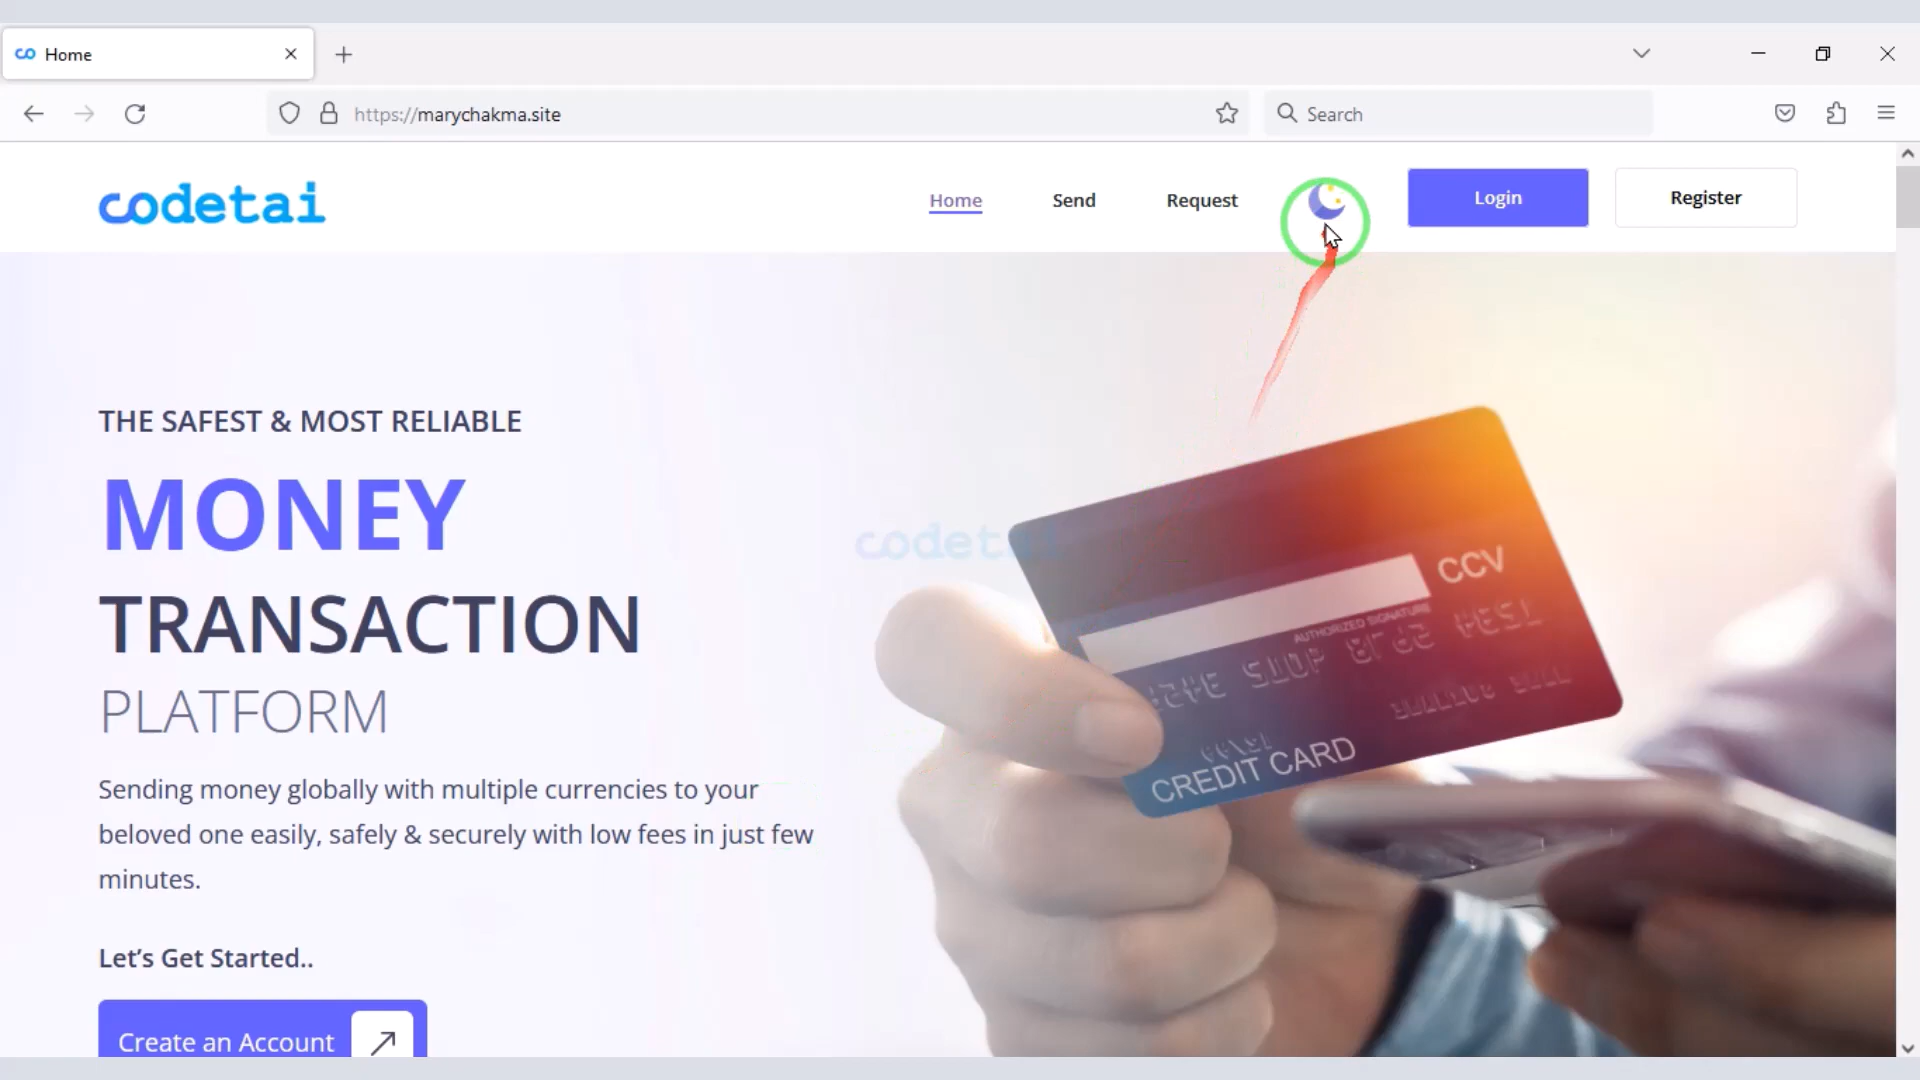 Home
https://marychakma.site
Search
codetai
Home
Send
Request
Login
Register
THE SAFEST & MOST RELIABLE
MONEY
TRANSACTION
PLATFORM
Sending money globally with multiple currencies to your
beloved one easily, safely & securely with low fees in just few
minutes.
Let’s Get Started..
Create an Account
CCV
AUTHORIZED SIGNATURE
CREDIT CARD